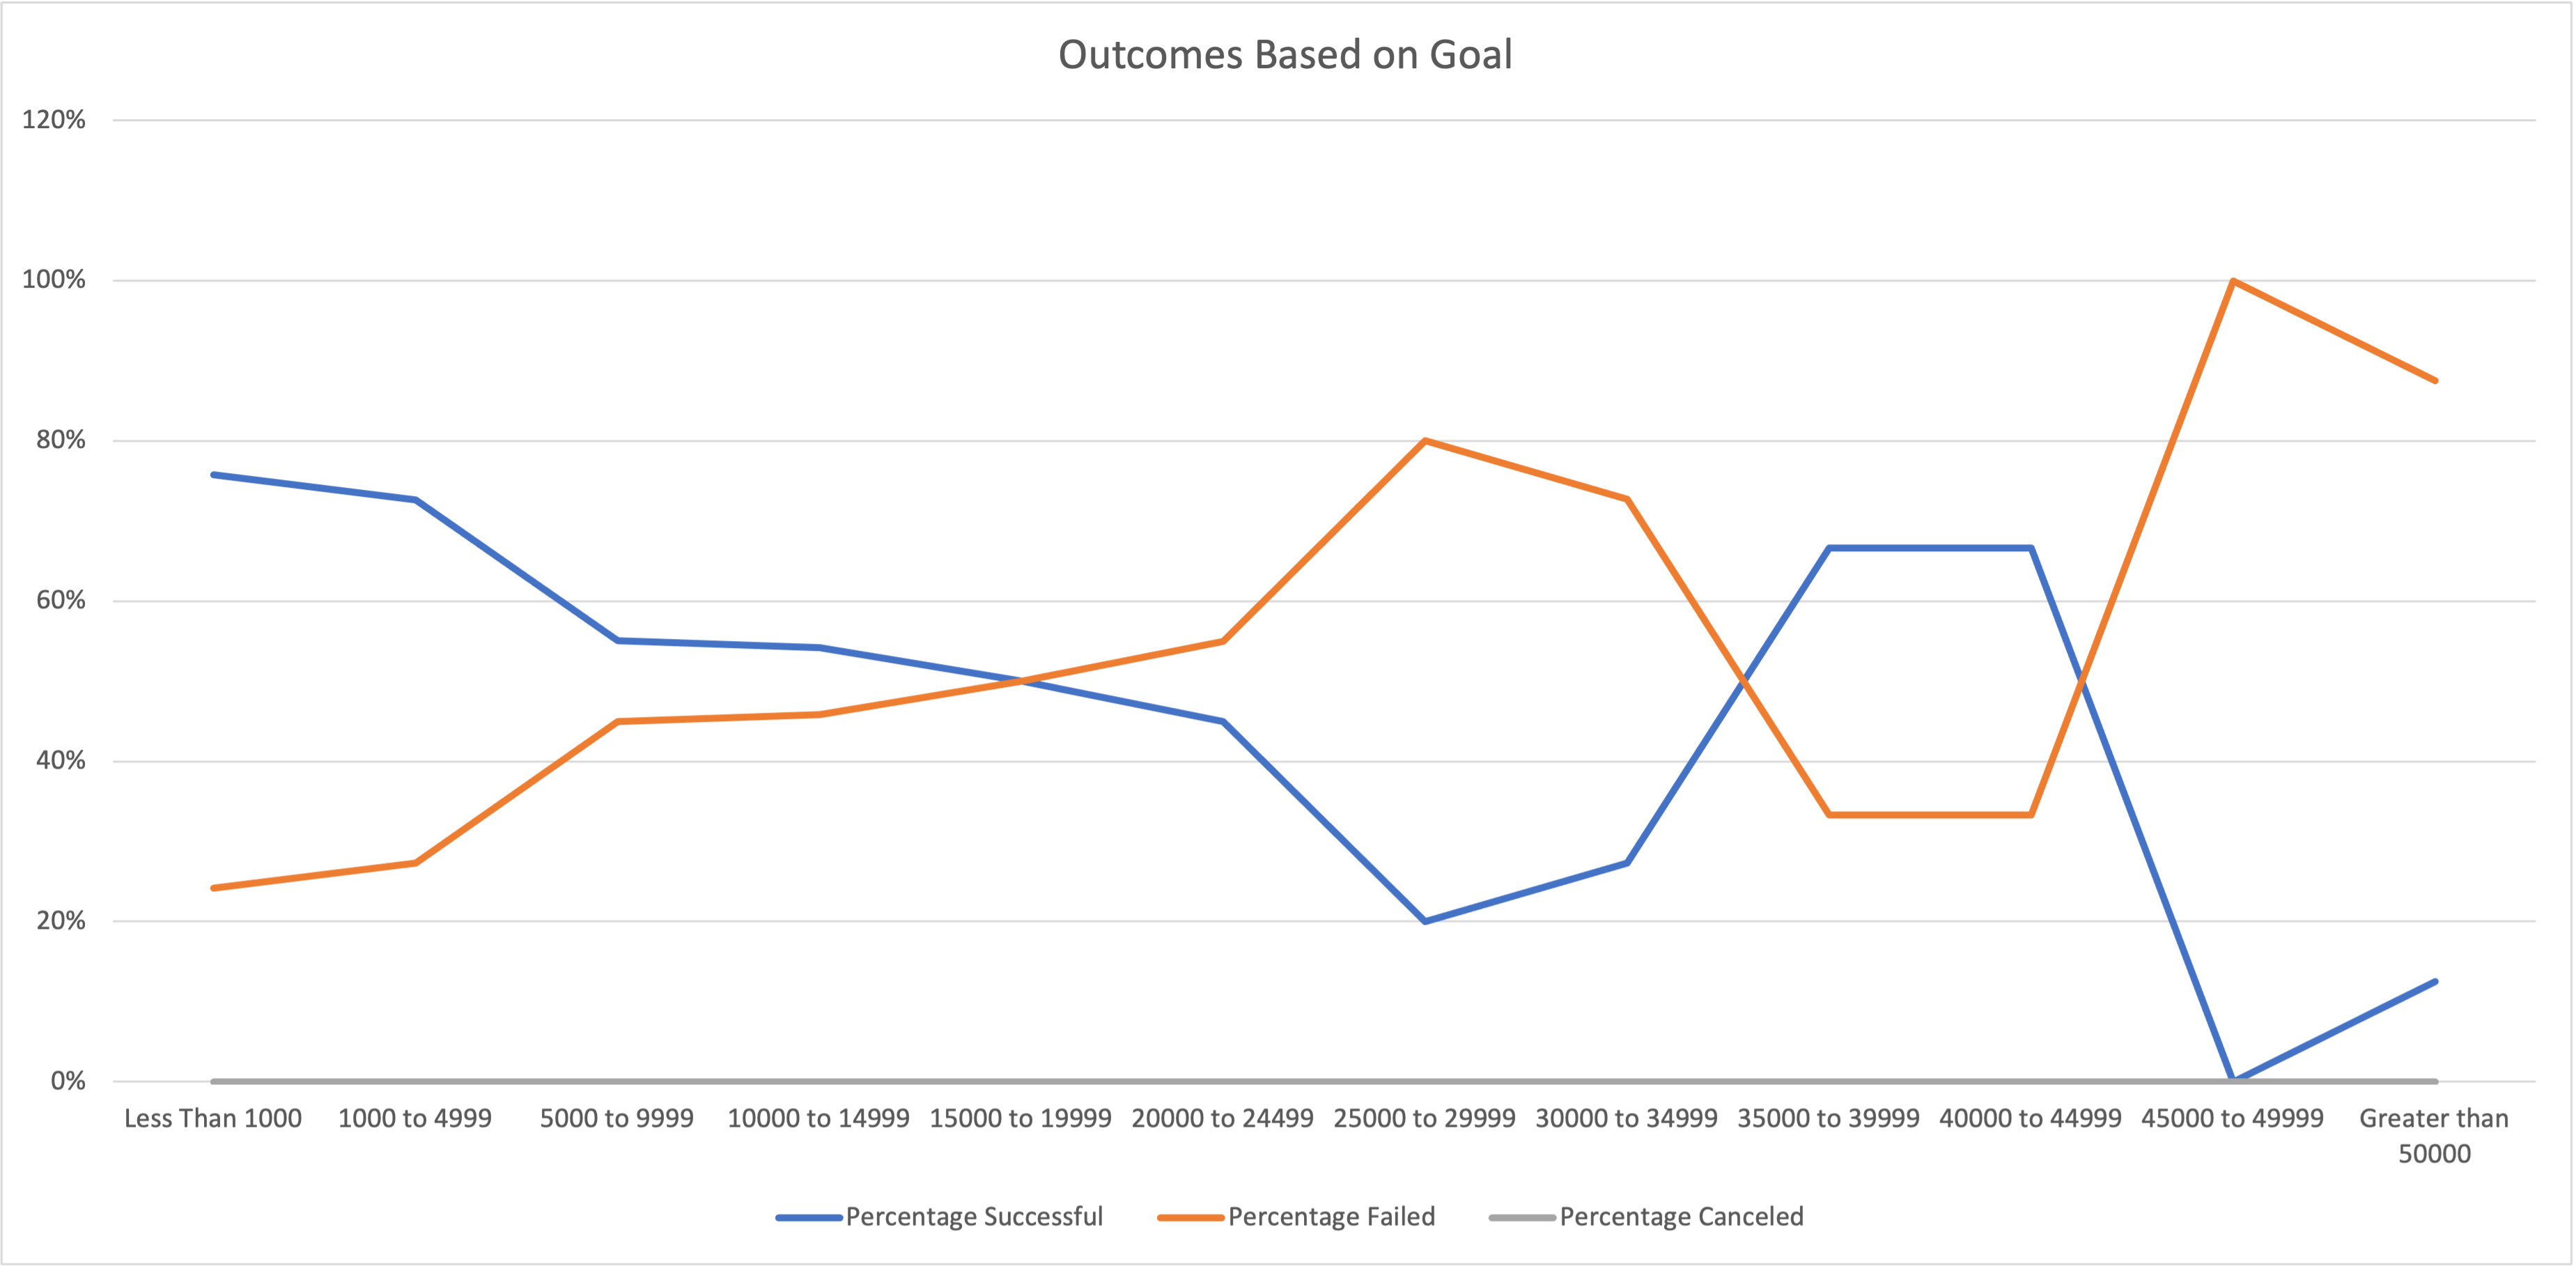 Outcomes Based on Goal
120%
100%
80%
60%
40%
20%
0%
Less Than 1000
1000 to 4999
5000 to 9999
10000 to 14999
15000 to 19999
20000 to 24499
25000 to 29999
30000 to 34999
35000 to 39999
40000 to 44999
45000 to 49999
Greater than
50000
Percentage Successful
Percentage Failed
Percentage Canceled